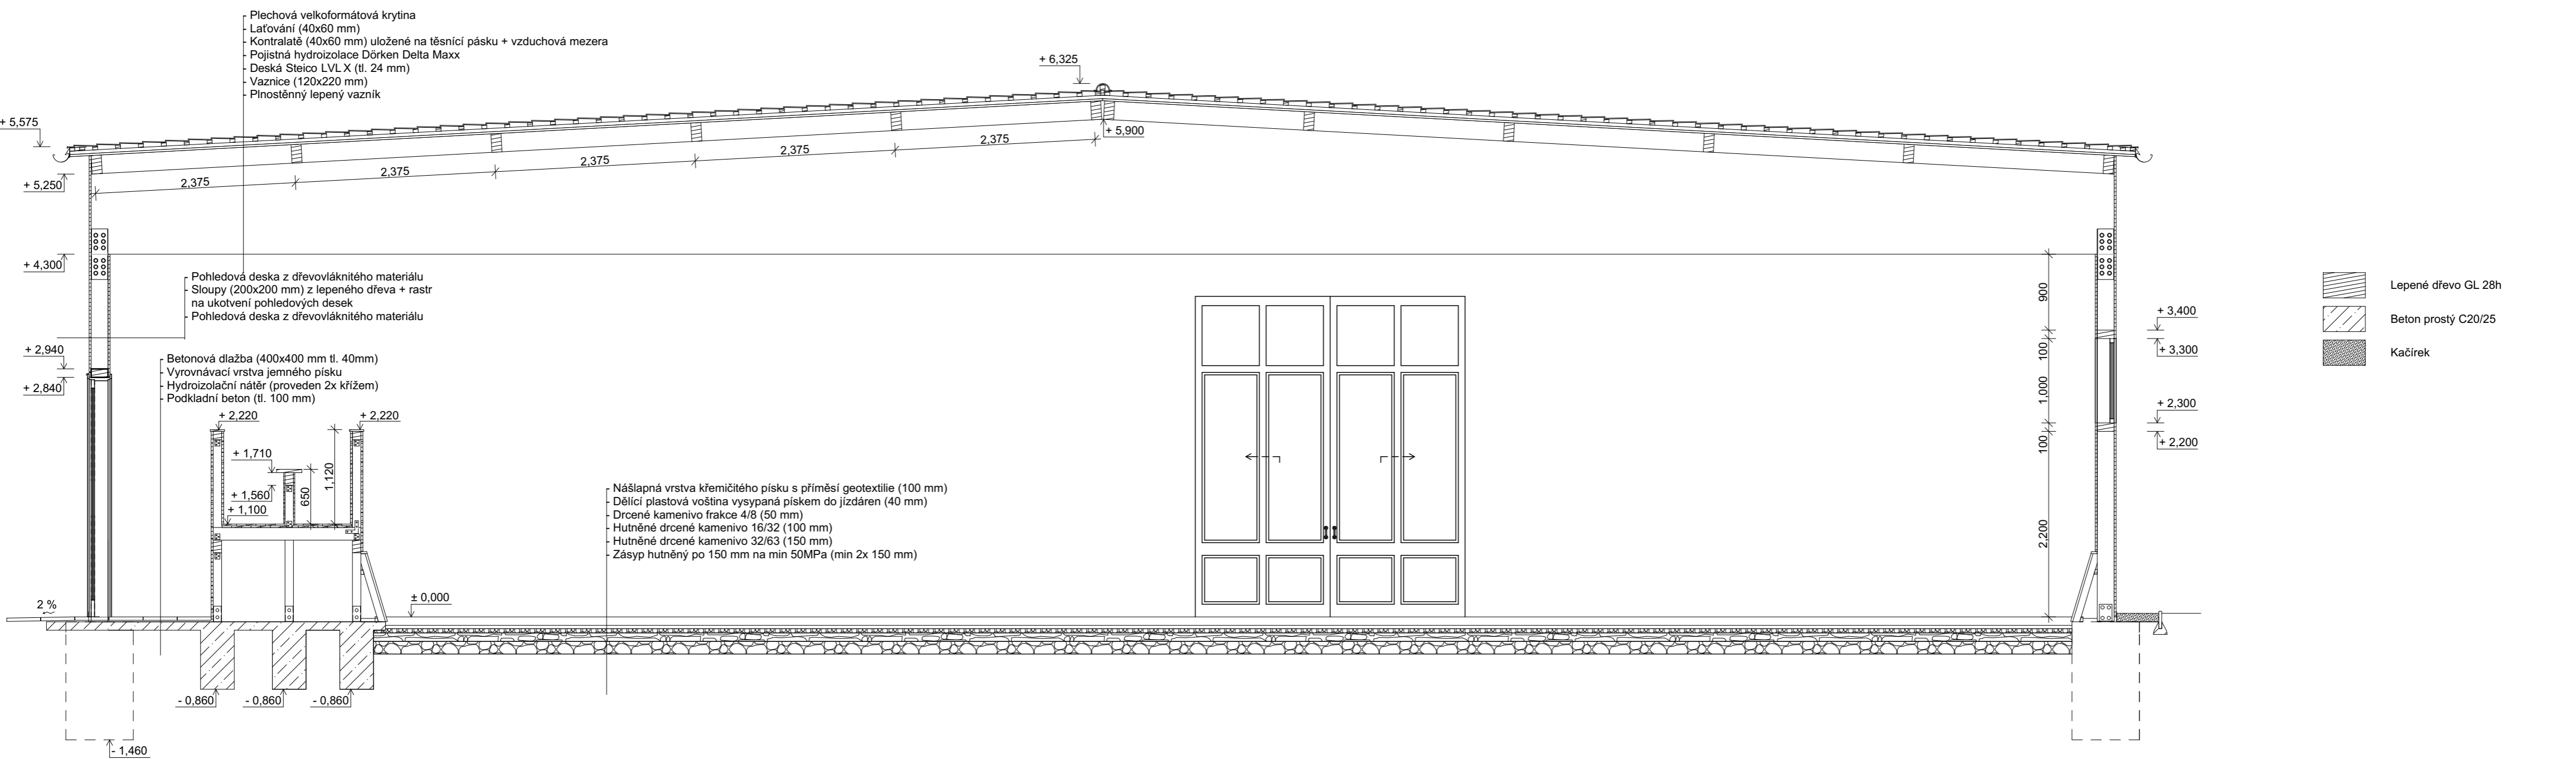 Plechová velkoformátová krytina
Laťování (40x60 mm)
Kontralatě (40x60 mm) uložené na těsnící pásku + vzduchová mezera
Pojistná hydroizolace Dörken Delta Maxx
Deská Steico LVL X (tl. 24 mm)
Vaznice (120x220 mm)
Plnostěnný lepený vazník
+ 6,325
+ 5,575
+ 5,900
+ 5,250
2,375
2,375
2,375
2,375
2,375
+ 4,300
Pohledová deska z dřevovláknitého materiálu
Sloupy (200x200 mm) z lepeného dřeva + rastr
na ukotvení pohledových desek
Pohledová deska z dřevovláknitého materiálu
+ 2,940
+ 2,840
Betonová dlažba (400x400 mm tl. 40mm)
Vyrovnávací vrstva jemného písku
Hydroizolační nátěr (proveden 2x křížem)
Podkladní beton (tl. 100 mm)
+ 2,220
+ 2,220
+ 1,710
+ 1,560
+ 1,100
650
1,120
Nášlapná vrstva křemičitého písku s příměsí geotextilie (100 mm)
Dělící plastová voština vysypaná pískem do jízdáren (40 mm)
Drcené kamenivo frakce 4/8 (50 mm)
Hutněné drcené kamenivo 16/32 (100 mm)
Hutněné drcené kamenivo 32/63 (150 mm)
Zásyp hutněný po 150 mm na min 50MPa (min 2x 150 mm)
2 %
± 0,000
- 0,860
- 0,860
- 0,860
- 1,460
900
100
1,000
100
2,200
+ 3,400
+ 3,300
+ 2,300
+ 2,200
Lepené dřevo GL 28h
Beton prostý C20/25
Kačírek